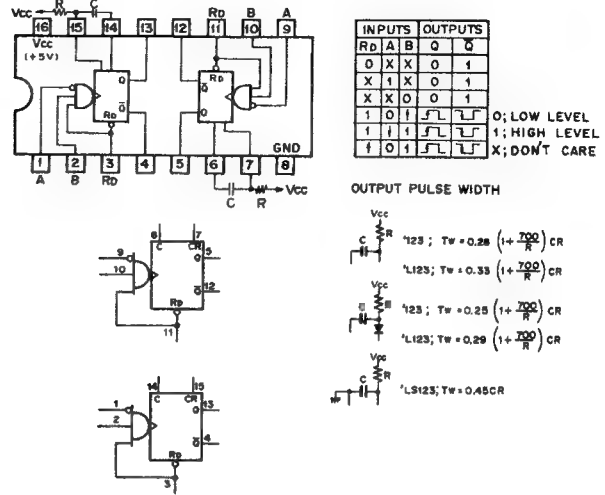 Vcc R C RD B A
16 15 14 13 12 11 10 9
Vcc
(+5V)
Q Q̅ RD
RD Q̅ Q
GND
1 2 3 4 5 6 7 8
A B RD
C R Vcc
INPUTS OUTPUTS
RD A B Q Q̅
0 X X 0 1
X 1 X 0 1
X X 0 0 1
1 0 ↑ 0; LOW LEVEL
1 ↓ 1 1; HIGH LEVEL
↑ 0 1 X; DON'T CARE
OUTPUT PULSE WIDTH
Vcc
R
C
'123; Tw = 0.28 (1+ 700/R) CR
'L123; Tw = 0.33 (1+ 700/R) CR
Vcc
'123; Tw = 0.25 (1+ 700/R) CR
'L123; Tw = 0.29 (1+ 700/R) CR
Vcc
R
C
'LS123; Tw = 0.45CR
6 7
C CR
9 Q 5
10
Q̅ 12
RD
11
14 15
C CR
1 Q 13
2
Q̅ 4
RD
3